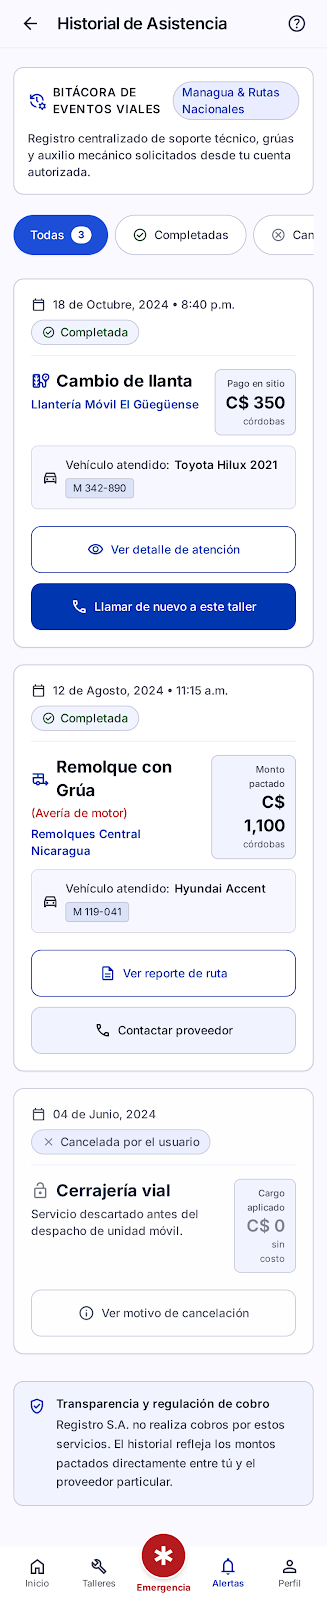 Historial de Asistencia
BITÁCORA DE
EVENTOS VIALES
Managua & Rutas
Nacionales
Registro centralizado de soporte técnico, grúas
y auxilio mecánico solicitados desde tu cuenta
autorizada.
Todas 3
Completadas
Can
18 de Octubre, 2024 • 8:40 p.m.
Completada
Cambio de llanta
Llantería Móvil El Güegüense
Pago en sitio
C$ 350
córdobas
Vehículo atendido: Toyota Hilux 2021
M 342-890
Ver detalle de atención
Llamar de nuevo a este taller
12 de Agosto, 2024 • 11:15 a.m.
Completada
Remolque con
Grúa
(Avería de motor)
Remolques Central
Nicaragua
Monto
pactado
C$
1,100
córdobas
Vehículo atendido: Hyundai Accent
M 119-041
Ver reporte de ruta
Contactar proveedor
04 de Junio, 2024
Cancelada por el usuario
Cerrajería vial
Servicio descartado antes del
despacho de unidad móvil.
Cargo
aplicado
C$ 0
sin
costo
Ver motivo de cancelación
Transparencia y regulación de cobro
Registro S.A. no realiza cobros por estos
servicios. El historial refleja los montos
pactados directamente entre tú y el
proveedor particular.
Inicio
Talleres
Emergencia
Alertas
Perfil